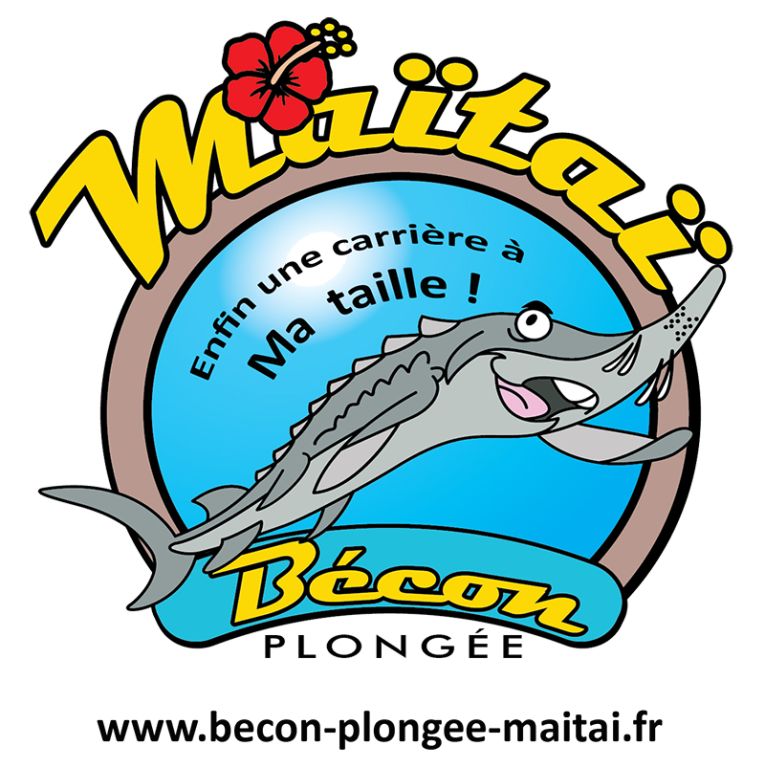 Maïtaï
Enfin une carrière à
Ma taille !
Bécon
PLONGÉE
www.becon-plongee-maitai.fr